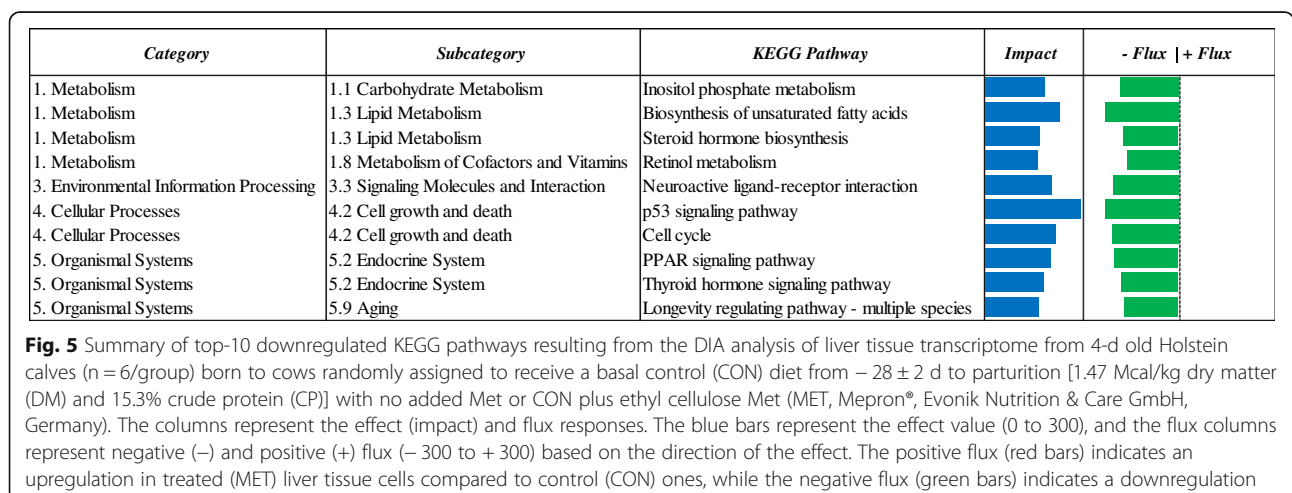 Category Subcategory KEGG Pathway Impact - Flux | + Flux
1. Metabolism 1.1 Carbohydrate Metabolism Inositol phosphate metabolism
1. Metabolism 1.3 Lipid Metabolism Biosynthesis of unsaturated fatty acids
1. Metabolism 1.3 Lipid Metabolism Steroid hormone biosynthesis
1. Metabolism 1.8 Metabolism of Cofactors and Vitamins Retinol metabolism
3. Environmental Information Processing 3.3 Signaling Molecules and Interaction Neuroactive ligand-receptor interaction
4. Cellular Processes 4.2 Cell growth and death p53 signaling pathway
4. Cellular Processes 4.2 Cell growth and death Cell cycle
5. Organismal Systems 5.2 Endocrine System PPAR signaling pathway
5. Organismal Systems 5.2 Endocrine System Thyroid hormone signaling pathway
5. Organismal Systems 5.9 Aging Longevity regulating pathway - multiple species
Fig. 5 Summary of top-10 downregulated KEGG pathways resulting from the DIA analysis of liver tissue transcriptome from 4-d old Holstein
calves (n = 6/group) born to cows randomly assigned to receive a basal control (CON) diet from − 28 ± 2 d to parturition [1.47 Mcal/kg dry matter
(DM) and 15.3% crude protein (CP)] with no added Met or CON plus ethyl cellulose Met (MET, Mepron®, Evonik Nutrition & Care GmbH,
Germany). The columns represent the effect (impact) and flux responses. The blue bars represent the effect value (0 to 300), and the flux columns
represent negative (−) and positive (+) flux (− 300 to + 300) based on the direction of the effect. The positive flux (red bars) indicates an
upregulation in treated (MET) liver tissue cells compared to control (CON) ones, while the negative flux (green bars) indicates a downregulation